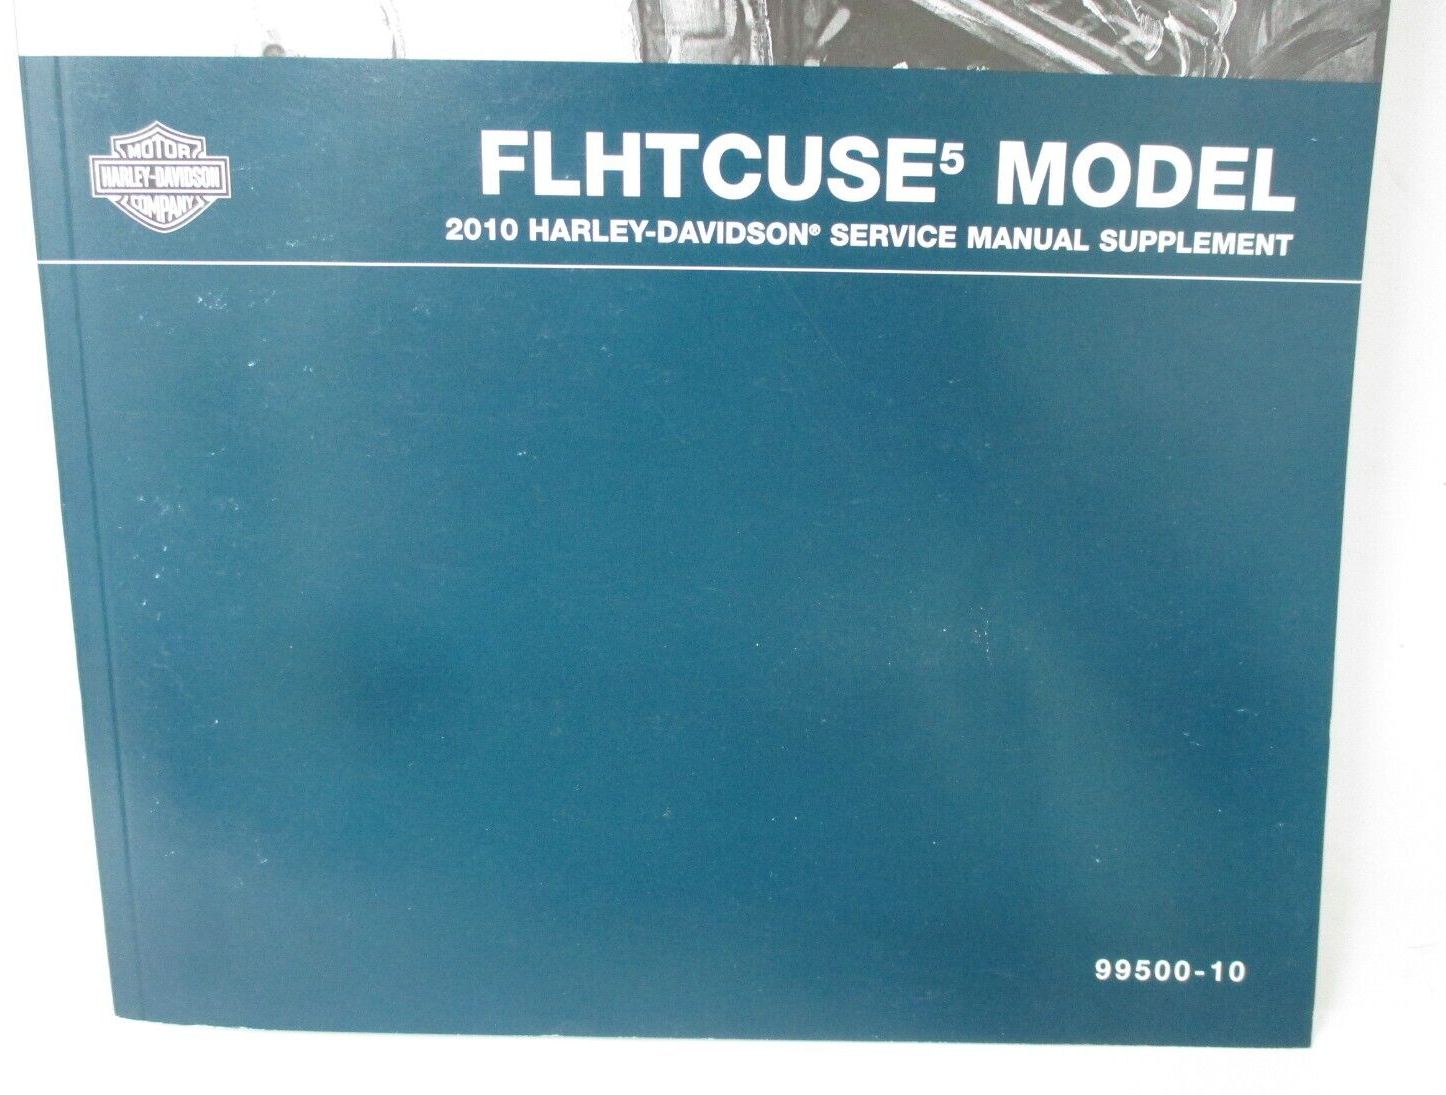 MOTOR
HARLEY-DAVIDSON
COMPANY
FLHTCUSE⁵ MODEL
2010 HARLEY-DAVIDSON® SERVICE MANUAL SUPPLEMENT
99500-10